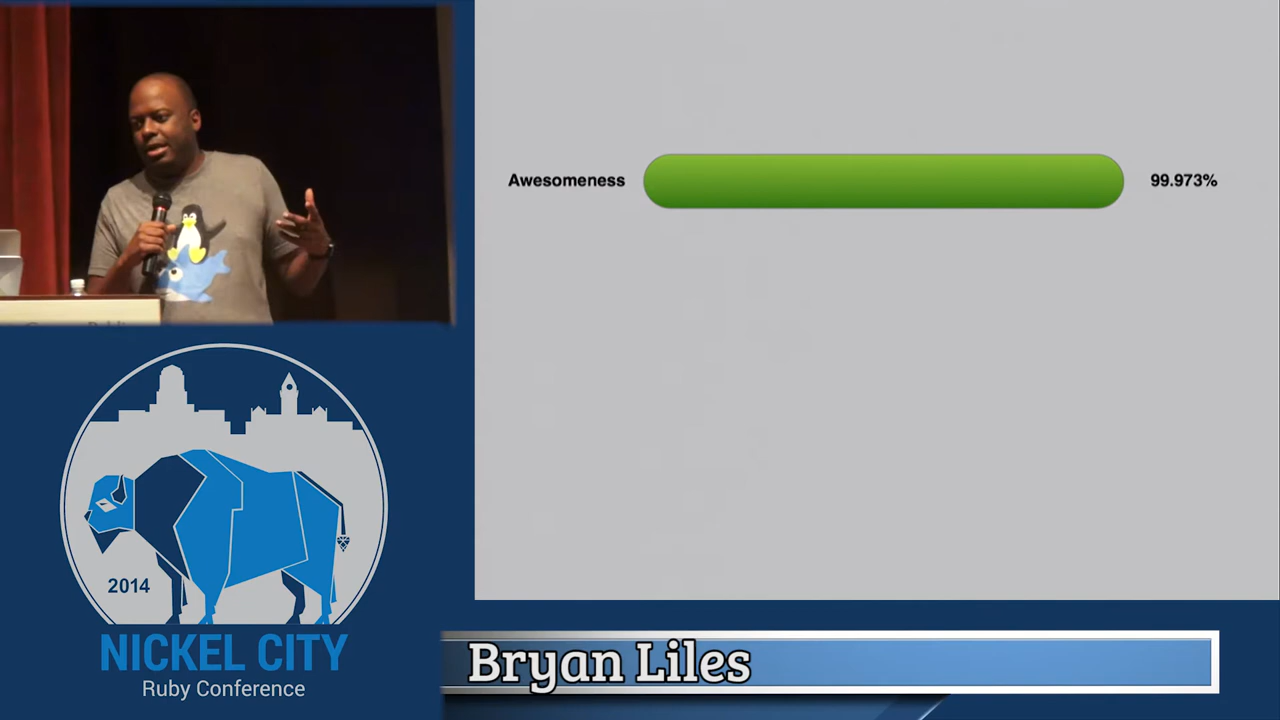 Awesomeness 99.973%
2014
NICKEL CITY
Ruby Conference
Bryan Liles